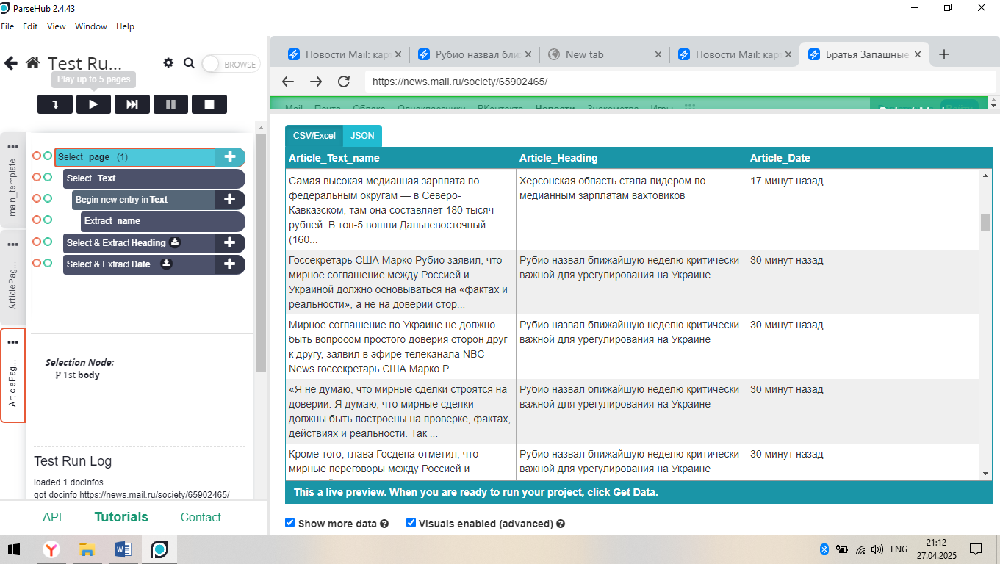 ParseHub 2.4.43
File Edit View Window Help
Test Ru...
BROWSE
Play up to 5 pages
main_template
ArticlePag...
ArticlePag...
Select page (1)
Select Text
Begin new entry in Text
Extract name
Select & Extract Heading
Select & Extract Date
Selection Node:
1st body
Test Run Log
loaded 1 docInfos
got docinfo https://news.mail.ru/society/65902465/
API Tutorials Contact
Новости Mail: кар
Рубио назвал бли
New tab
Новости Mail: кар
Братья Запашные
https://news.mail.ru/society/65902465/
Mail Почта Облако Одноклассники ВКонтакте Новости Знакомства Игры
CSV/Excel JSON
Article_Text_name Article_Heading Article_Date
Самая высокая медианная зарплата по
федеральным округам — в Северо-
Кавказском, там она составляет 180 тысяч
рублей. В топ-5 вошли Дальневосточный
(160...
Херсонская область стала лидером по
медианным зарплатам вахтовиков
17 минут назад
Госсекретарь США Марко Рубио заявил, что
мирное соглашение между Россией и
Украиной должно основываться на «фактах и
реальности», а не на доверии стор...
Рубио назвал ближайшую неделю критически
важной для урегулирования на Украине
30 минут назад
Мирное соглашение по Украине не должно
быть вопросом простого доверия сторон друг
к другу, заявил в эфире телеканала NBC
News госсекретарь США Марко Р...
Рубио назвал ближайшую неделю критически
важной для урегулирования на Украине
30 минут назад
«Я не думаю, что мирные сделки строятся на
доверии. Я думаю, что мирные сделки
должны быть построены на проверке, фактах,
действиях и реальности. Так ...
Рубио назвал ближайшую неделю критически
важной для урегулирования на Украине
30 минут назад
Кроме того, глава Госдепа отметил, что
мирные переговоры между Россией и
Рубио назвал ближайшую неделю критически
важной для урегулирования на Украине
30 минут назад
This a live preview. When you are ready to run your project, click Get Data.
Show more data Visuals enabled (advanced)
ENG
21:12
27.04.2025